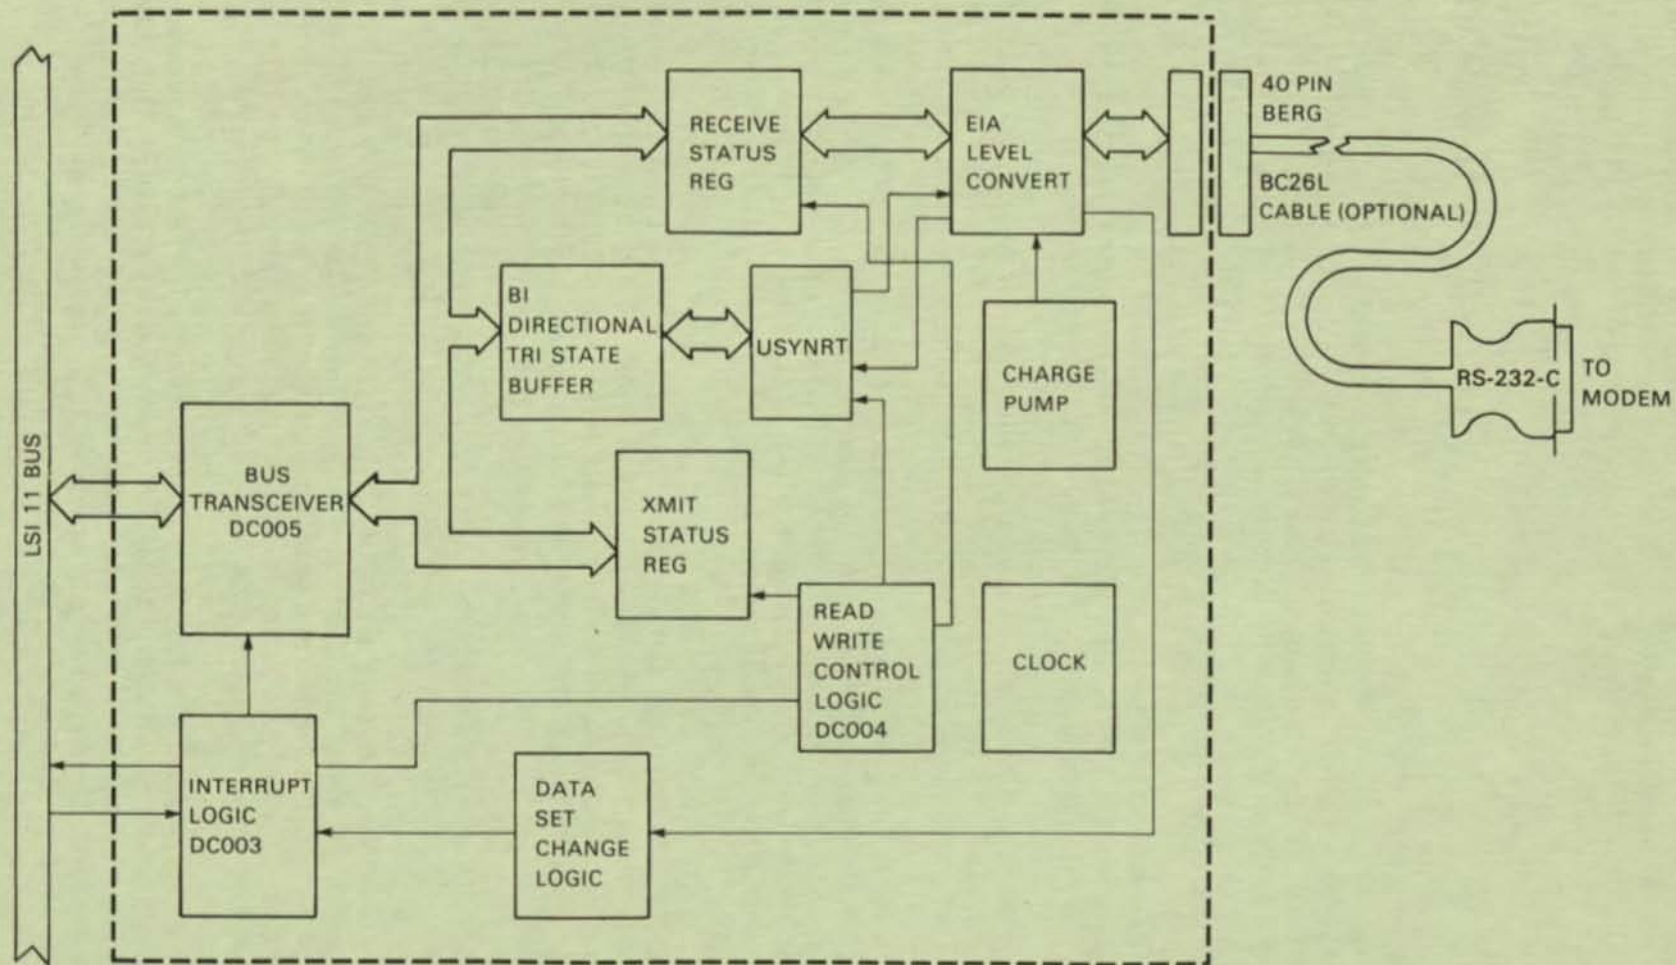 LSI 11 BUS
BUS
TRANSCEIVER
DC005
INTERRUPT
LOGIC
DC003
RECEIVE
STATUS
REG
BI
DIRECTIONAL
TRI STATE
BUFFER
USYNRT
XMIT
STATUS
REG
READ
WRITE
CONTROL
LOGIC
DC004
DATA
SET
CHANGE
LOGIC
EIA
LEVEL
CONVERT
CHARGE
PUMP
CLOCK
40 PIN
BERG
BC26L
CABLE (OPTIONAL)
RS-232-C
TO
MODEM